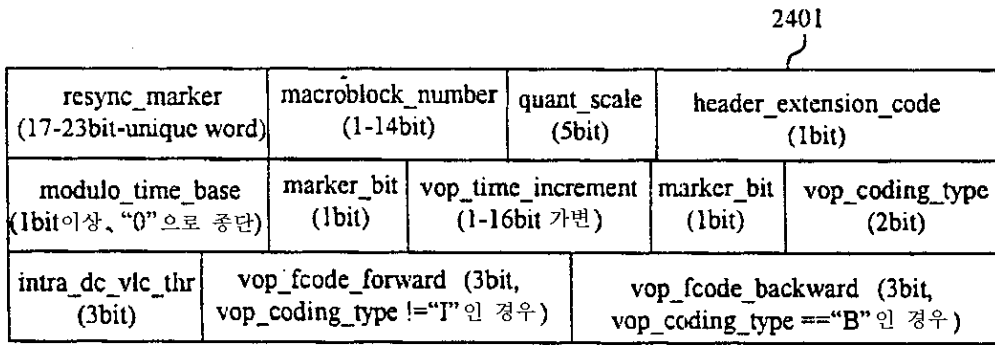 2401
resync_marker
(17-23bit-unique word)
macroblock_number
(1-14bit)
quant_scale
(5bit)
header_extension_code
(1bit)
modulo_time_base
(1bit이상、“0”으로 종단)
marker_bit
(1bit)
vop_time_increment
(1-16bit 가변)
marker_bit
(1bit)
vop_coding_type
(2bit)
intra_dc_vlc_thr
(3bit)
vop_fcode_forward (3bit,
vop_coding_type !=“I”인 경우)
vop_fcode_backward (3bit,
vop_coding_type ==“B”인 경우)